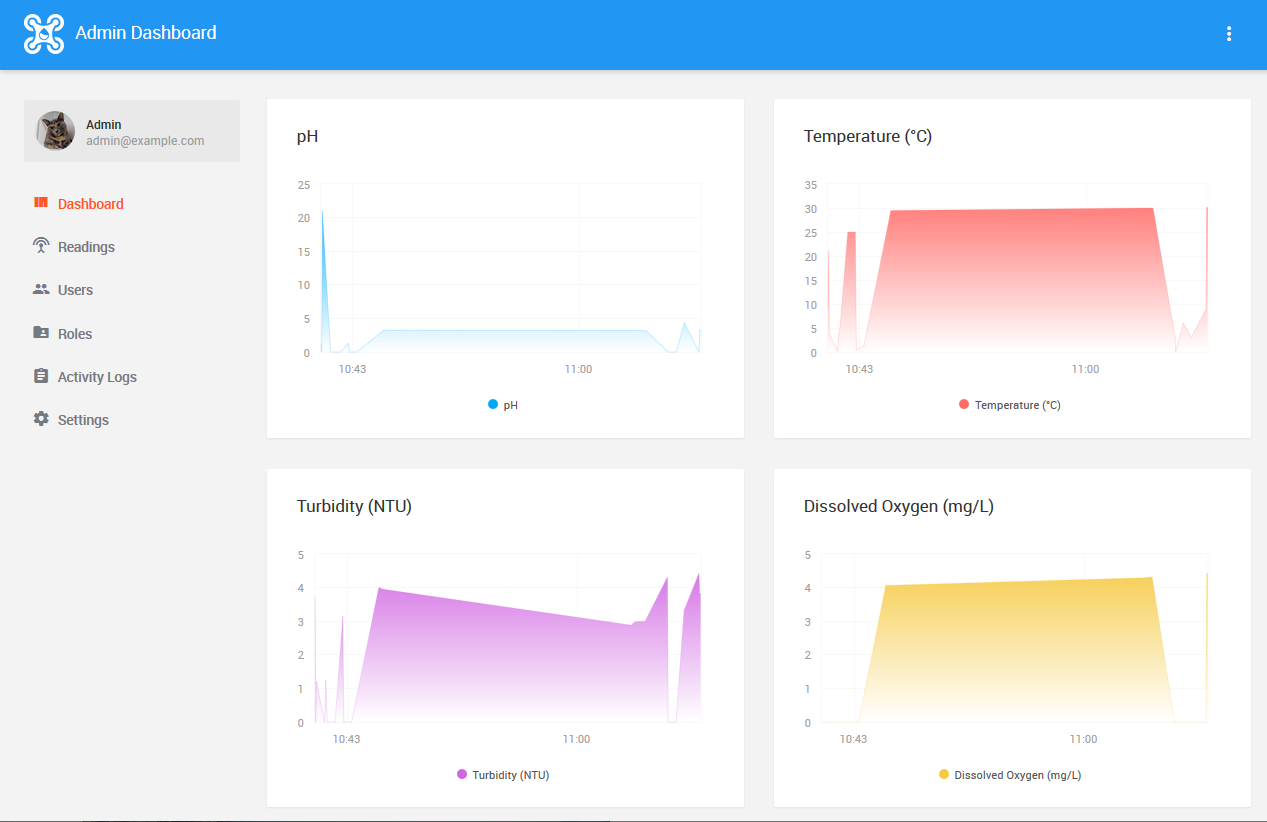 Admin Dashboard
Admin
admin@example.com
Dashboard
Readings
Users
Roles
Activity Logs
Settings
pH
25
20
15
10
5
0
10:43
11:00
pH
Temperature (°C)
35
30
25
20
15
10
5
0
10:43
11:00
Temperature (°C)
Turbidity (NTU)
5
4
3
2
1
0
10:43
11:00
Turbidity (NTU)
Dissolved Oxygen (mg/L)
5
4
3
2
1
0
10:43
11:00
Dissolved Oxygen (mg/L)